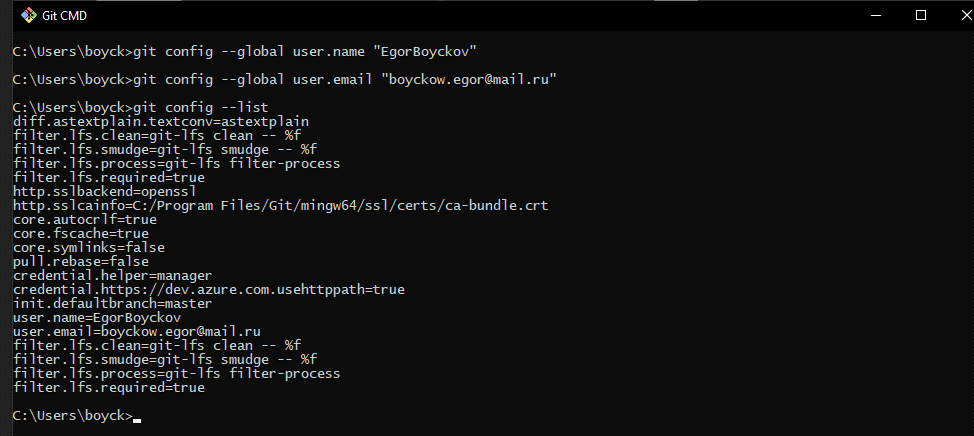 Git CMD
C:\Users\boyck>git config --global user.name "EgorBoyckov"
C:\Users\boyck>git config --global user.email "boyckow.egor@mail.ru"
C:\Users\boyck>git config --list
diff.astextplain.textconv=astextplain
filter.lfs.clean=git-lfs clean -- %f
filter.lfs.smudge=git-lfs smudge -- %f
filter.lfs.process=git-lfs filter-process
filter.lfs.required=true
http.sslbackend=openssl
http.sslcainfo=C:/Program Files/Git/mingw64/ssl/certs/ca-bundle.crt
core.autocrlf=true
core.fscache=true
core.symlinks=false
pull.rebase=false
credential.helper=manager
credential.https://dev.azure.com.usehttppath=true
init.defaultbranch=master
user.name=EgorBoyckov
user.email=boyckow.egor@mail.ru
filter.lfs.clean=git-lfs clean -- %f
filter.lfs.smudge=git-lfs smudge -- %f
filter.lfs.process=git-lfs filter-process
filter.lfs.required=true
C:\Users\boyck>